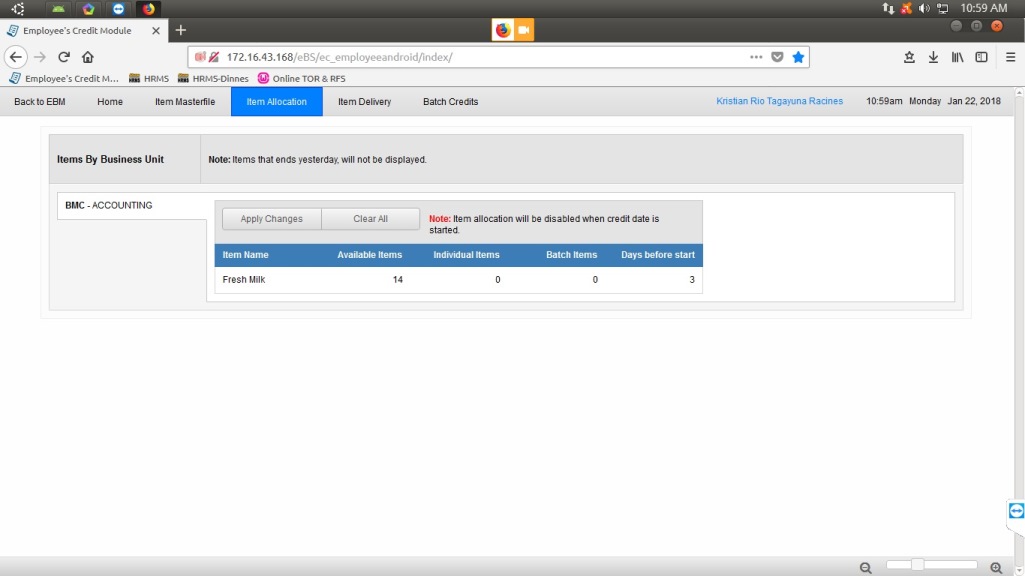 10:59 AM
Employee's Credit Module
172.16.43.168/eBS/ec_employeeandroid/index/
Employee's Credit M... HRMS HRMS-Dinnes Online TOR & RFS
Back to EBM Home Item Masterfile Item Allocation Item Delivery Batch Credits Kristian Rio Tagayuna Racines 10:59am Monday Jan 22, 2018
Items By Business Unit Note: Items that ends yesterday, will not be displayed.
BMC - ACCOUNTING
Apply Changes Clear All Note: Item allocation will be disabled when credit date is
started.
Item Name Available Items Individual Items Batch Items Days before start
Fresh Milk 14 0 0 3